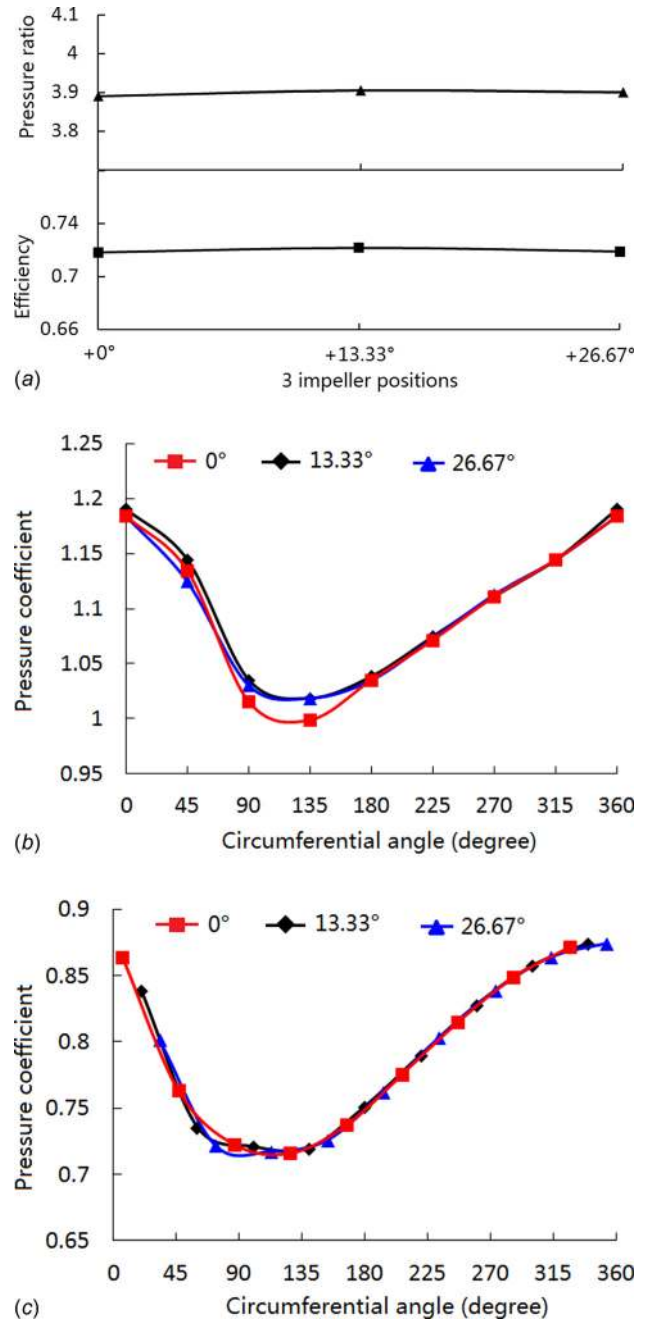 4.1
4
3.9
3.8
Pressure ratio
0.74
0.7
0.66
Efficiency
+0° +13.33° +26.67°
3 impeller positions
(a)
1.25
1.2
1.15
1.1
1.05
1
0.95
Pressure coefficient
0° 13.33° 26.67°
0 45 90 135 180 225 270 315 360
Circumferential angle (degree)
(b)
0.9
0.85
0.8
0.75
0.7
0.65
Pressure coefficient
0° 13.33° 26.67°
0 45 90 135 180 225 270 315 360
Circumferential angle (degree)
(c)